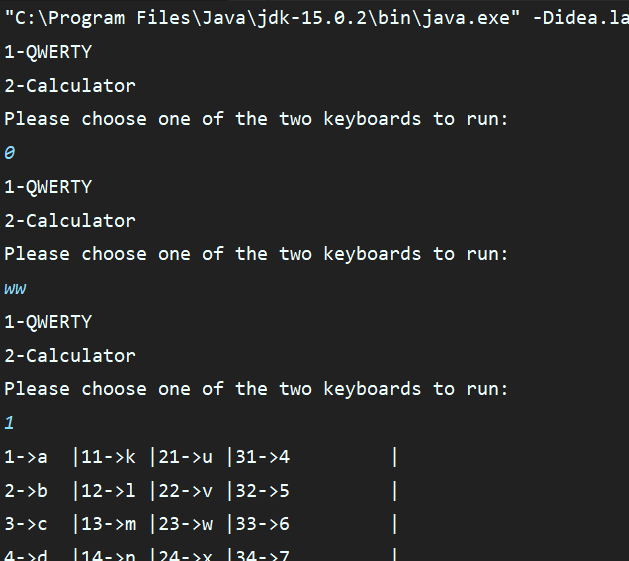 "C:\Program Files\Java\jdk-15.0.2\bin\java.exe" -Didea.la
1-QWERTY
2-Calculator
Please choose one of the two keyboards to run:
0
1-QWERTY
2-Calculator
Please choose one of the two keyboards to run:
ww
1-QWERTY
2-Calculator
Please choose one of the two keyboards to run:
1
1->a  |11->k |21->u |31->4         |
2->b  |12->l |22->v |32->5         |
3->c  |13->m |23->w |33->6         |
4->d  |14->n |24->x |34->7         |